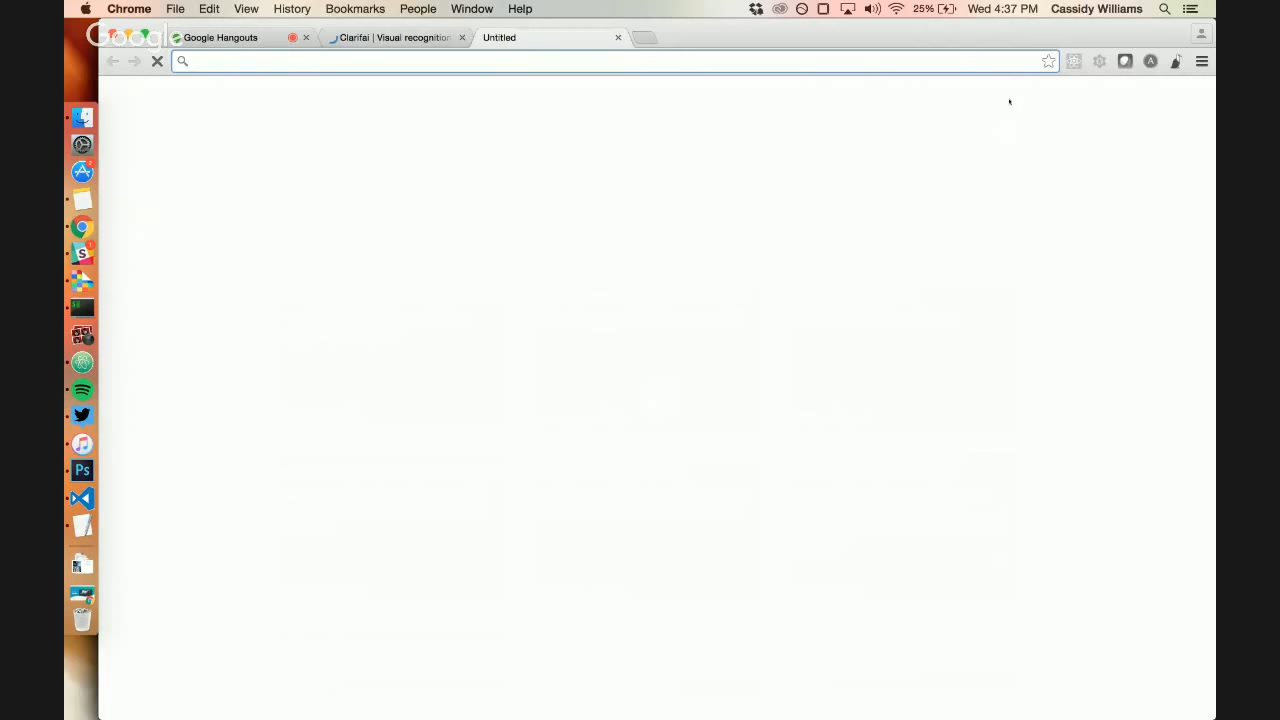 Chrome File Edit View History Bookmarks People Window Help 25% Wed 4:37 PM Cassidy Williams
Google
Google Hangouts Clarifai | Visual recognition Untitled